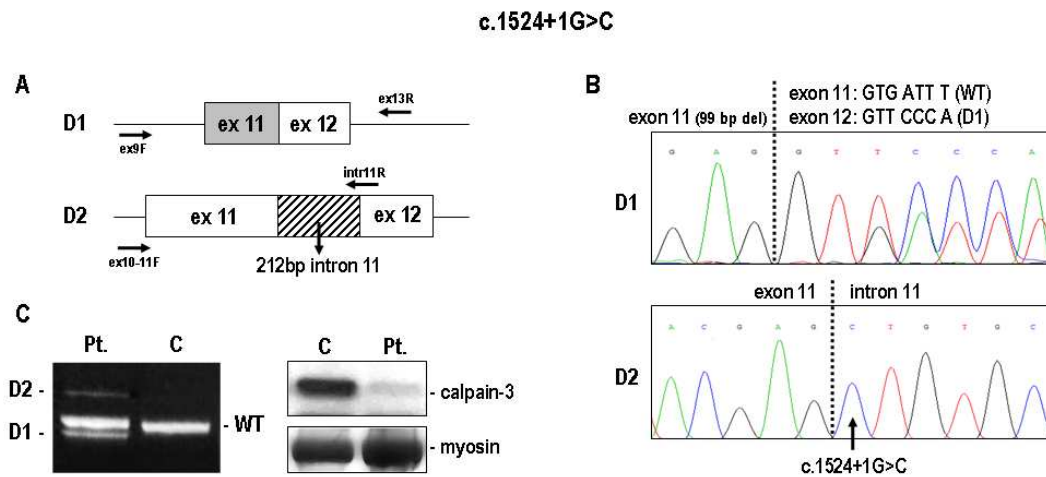 c.1524+1G>C
A
D1
ex9F
ex 11
ex 12
ex13R
D2
ex10-11F
ex 11
intr11R
ex 12
212bp intron 11
B
exon 11 (99 bp del)
exon 11: GTG ATT T (WT)
exon 12: GTT CCC A (D1)
G A G G T T C C C A
D1
exon 11
intron 11
A C G A G C T G T G C
D2
c.1524+1G>C
C
Pt. C
D2 -
D1 -
- WT
C Pt.
- calpain-3
- myosin